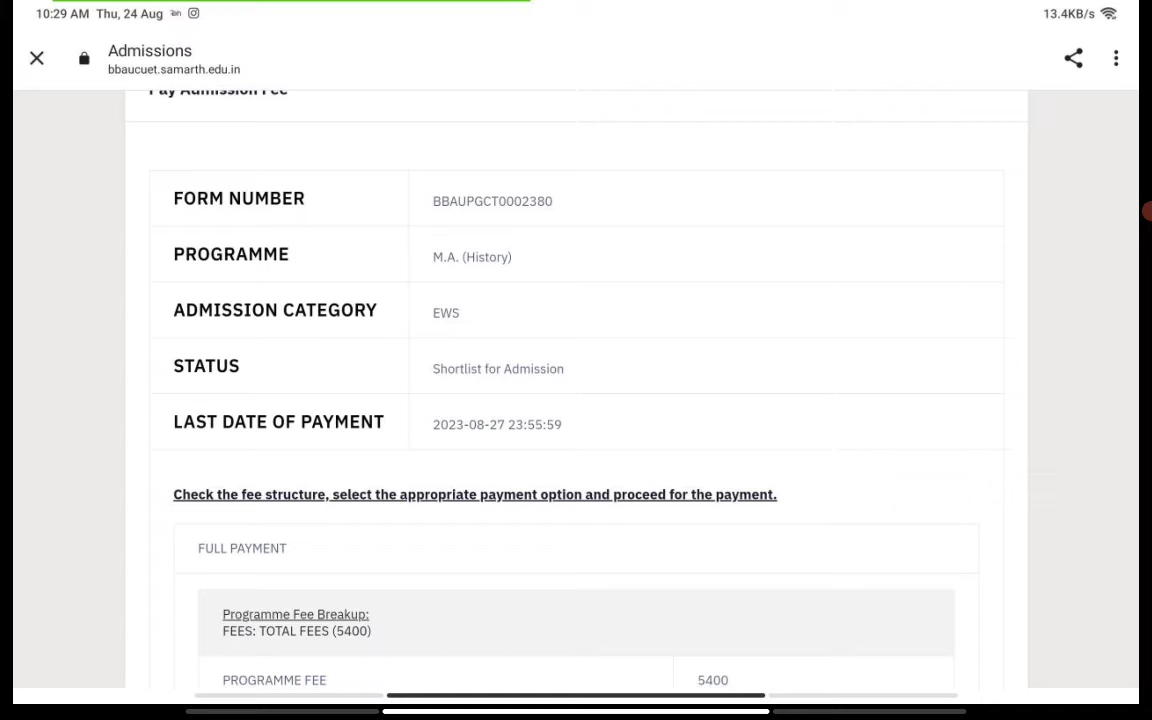 10:29 AM Thu, 24 Aug
13.4KB/s
Admissions
bbaucuet.samarth.edu.in
Pay Admission Fee
FORM NUMBER BBAUPGCT0002380
PROGRAMME M.A. (History)
ADMISSION CATEGORY EWS
STATUS Shortlist for Admission
LAST DATE OF PAYMENT 2023-08-27 23:55:59
Check the fee structure, select the appropriate payment option and proceed for the payment.
FULL PAYMENT
Programme Fee Breakup:
FEES: TOTAL FEES (5400)
PROGRAMME FEE 5400